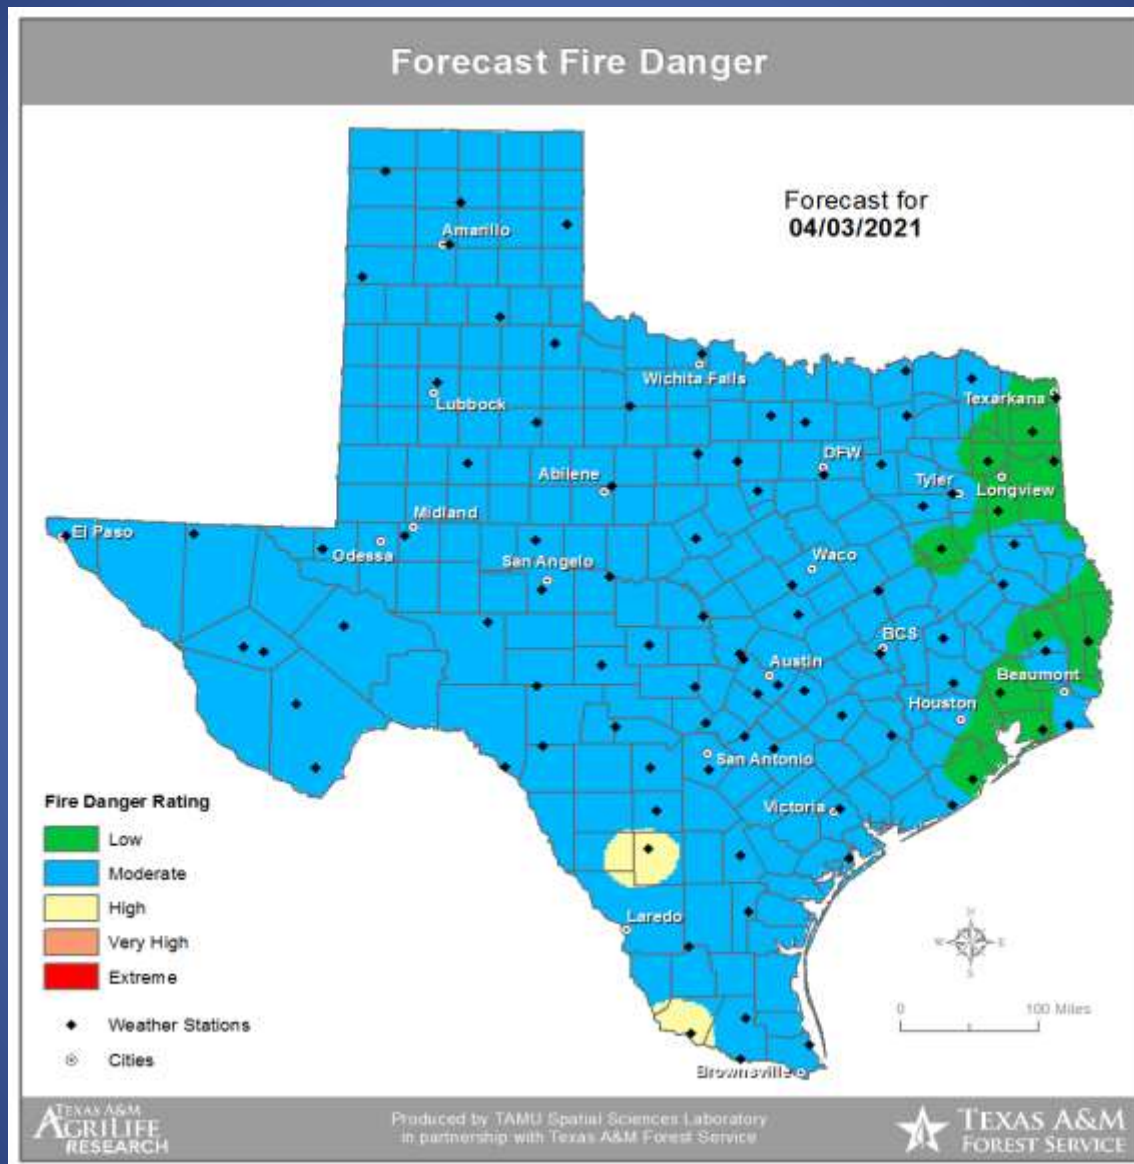 Forecast Fire Danger
Forecast for
04/03/2021
Amarillo
Wichita Falls
Lubbock
Texarkana
DFW
Abilene
Tyler
Longview
Midland
El Paso
Odessa
San Angelo
Waco
BCS
Austin
Beaumont
Houston
San Antonio
Victoria
Laredo
Brownsville
Fire Danger Rating
Low
Moderate
High
Very High
Extreme
Weather Stations
Cities
N
W E
S
0 100 Miles
TEXAS A&M
AGRILIFE
RESEARCH
Produced by TAMU Spatial Sciences Laboratory
in partnership with Texas A&M Forest Service
TEXAS A&M
FOREST SERVICE